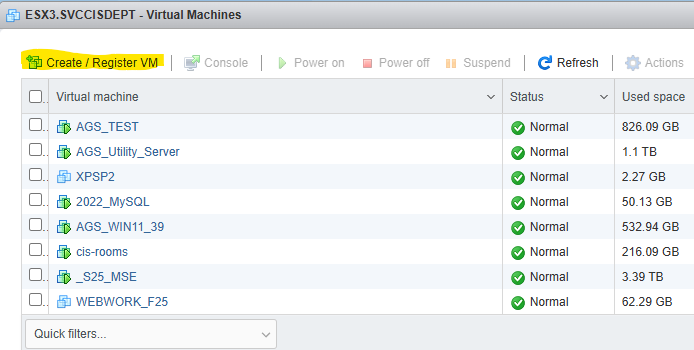 ESX3.SVCCISDEPT - Virtual Machines
Create / Register VM Console Power on Power off Suspend Refresh Actions
Virtual machine Status Used space
AGS_TEST Normal 826.09 GB
AGS_Utility_Server Normal 1.1 TB
XPSP2 Normal 2.27 GB
2022_MySQL Normal 50.13 GB
AGS_WIN11_39 Normal 532.94 GB
cis-rooms Normal 216.09 GB
_S25_MSE Normal 3.39 TB
WEBWORK_F25 Normal 62.29 GB
Quick filters...